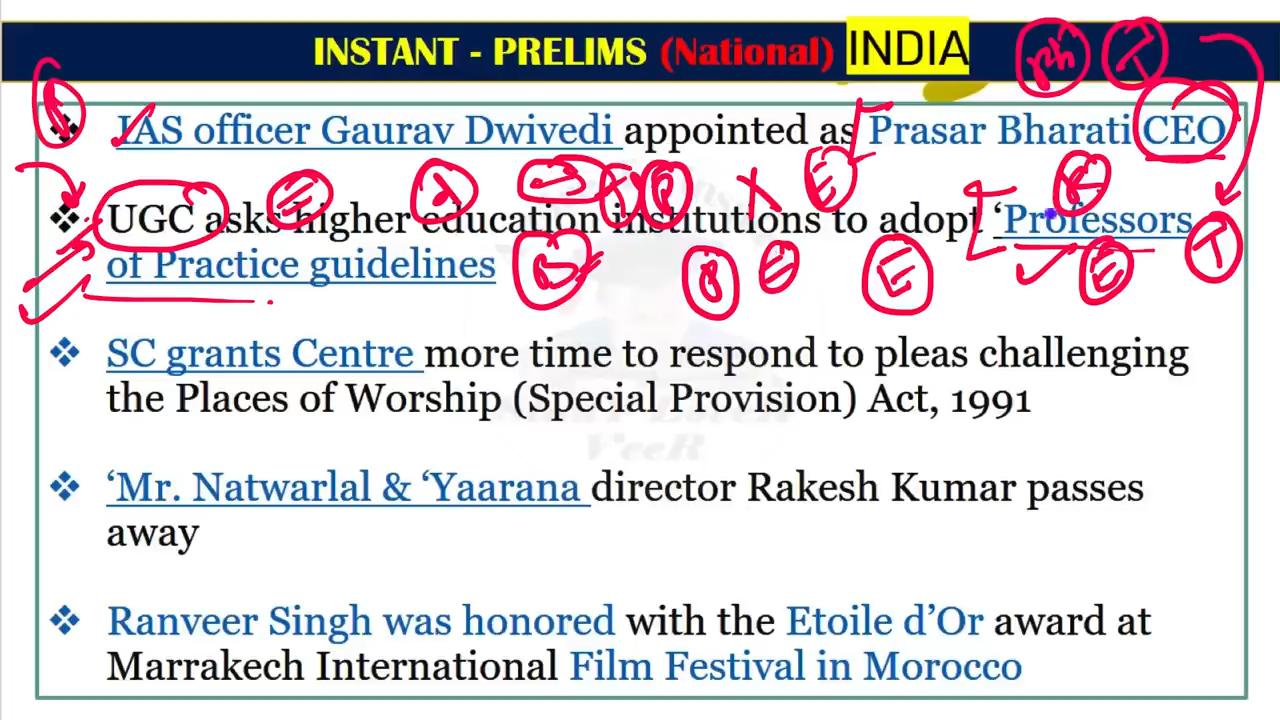 INSTANT - PRELIMS (National) INDIA
ph T
❖ IAS officer Gaurav Dwivedi appointed as Prasar Bharati CEO
❖ UGC asks higher education institutions to adopt ‘Professors
of Practice guidelines
❖ SC grants Centre more time to respond to pleas challenging
the Places of Worship (Special Provision) Act, 1991
❖ ‘Mr. Natwarlal & ‘Yaarana director Rakesh Kumar passes
away
❖ Ranveer Singh was honored with the Etoile d’Or award at
Marrakech International Film Festival in Morocco